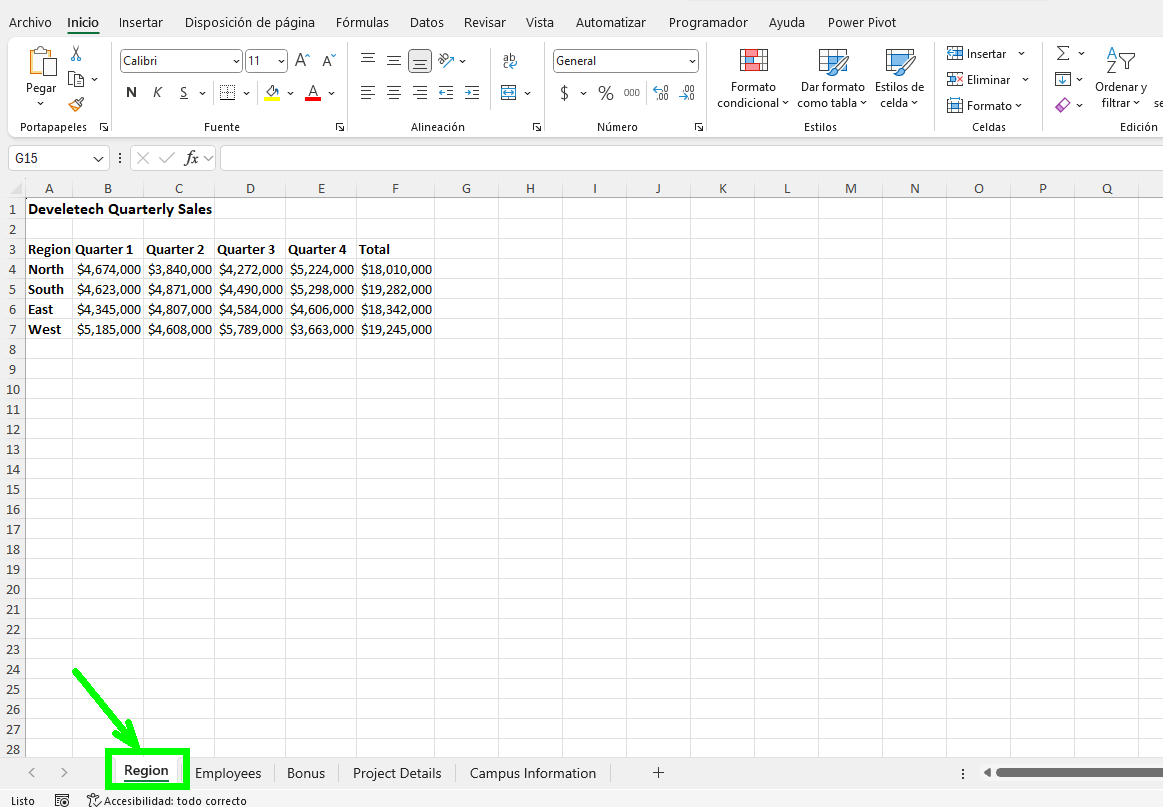 Archivo Inicio Insertar Disposición de página Fórmulas Datos Revisar Vista Automatizar Programador Ayuda Power Pivot
Pegar
Portapapeles
Calibri 11 A A
N K S A
Fuente
ab
Alineación
General
$ % 000 ,00 ,00
Número
Formato condicional
Dar formato como tabla
Estilos de celda
Estilos
Insertar
Eliminar
Formato
Celdas
Σ
Ordenar y filtrar
Edición
G15 fx
A B C D E F G H I J K L M N O P Q
1 Develetech Quarterly Sales
2
3 Region Quarter 1 Quarter 2 Quarter 3 Quarter 4 Total
4 North $4,674,000 $3,840,000 $4,272,000 $5,224,000 $18,010,000
5 South $4,623,000 $4,871,000 $4,490,000 $5,298,000 $19,282,000
6 East $4,345,000 $4,807,000 $4,584,000 $4,606,000 $18,342,000
7 West $5,185,000 $4,608,000 $5,789,000 $3,663,000 $19,245,000
8
9
10
11
12
13
14
15
16
17
18
19
20
21
22
23
24
25
26
27
28
Region Employees Bonus Project Details Campus Information +
Listo Accesibilidad: todo correcto